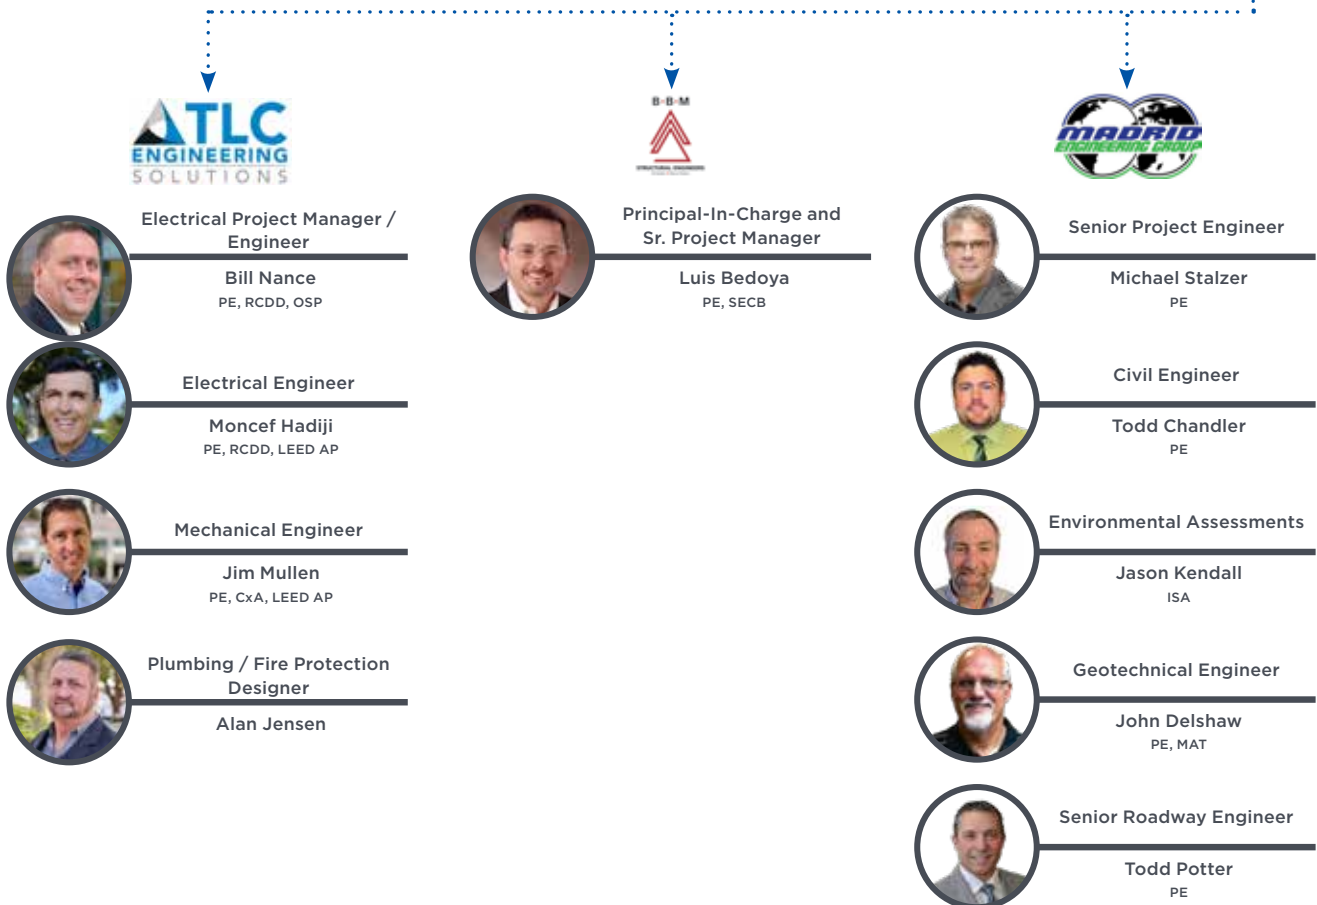 TLC
ENGINEERING
SOLUTIONS
Electrical Project Manager /
Engineer
Bill Nance
PE, RCDD, OSP
Electrical Engineer
Moncef Hadiji
PE, RCDD, LEED AP
Mechanical Engineer
Jim Mullen
PE, CxA, LEED AP
Plumbing / Fire Protection
Designer
Alan Jensen
B-B-M
STRUCTURAL ENGINEERS
Principal-In-Charge and
Sr. Project Manager
Luis Bedoya
PE, SECB
MADRID
ENGINEERING GROUP
Senior Project Engineer
Michael Stalzer
PE
Civil Engineer
Todd Chandler
PE
Environmental Assessments
Jason Kendall
ISA
Geotechnical Engineer
John Delshaw
PE, MAT
Senior Roadway Engineer
Todd Potter
PE